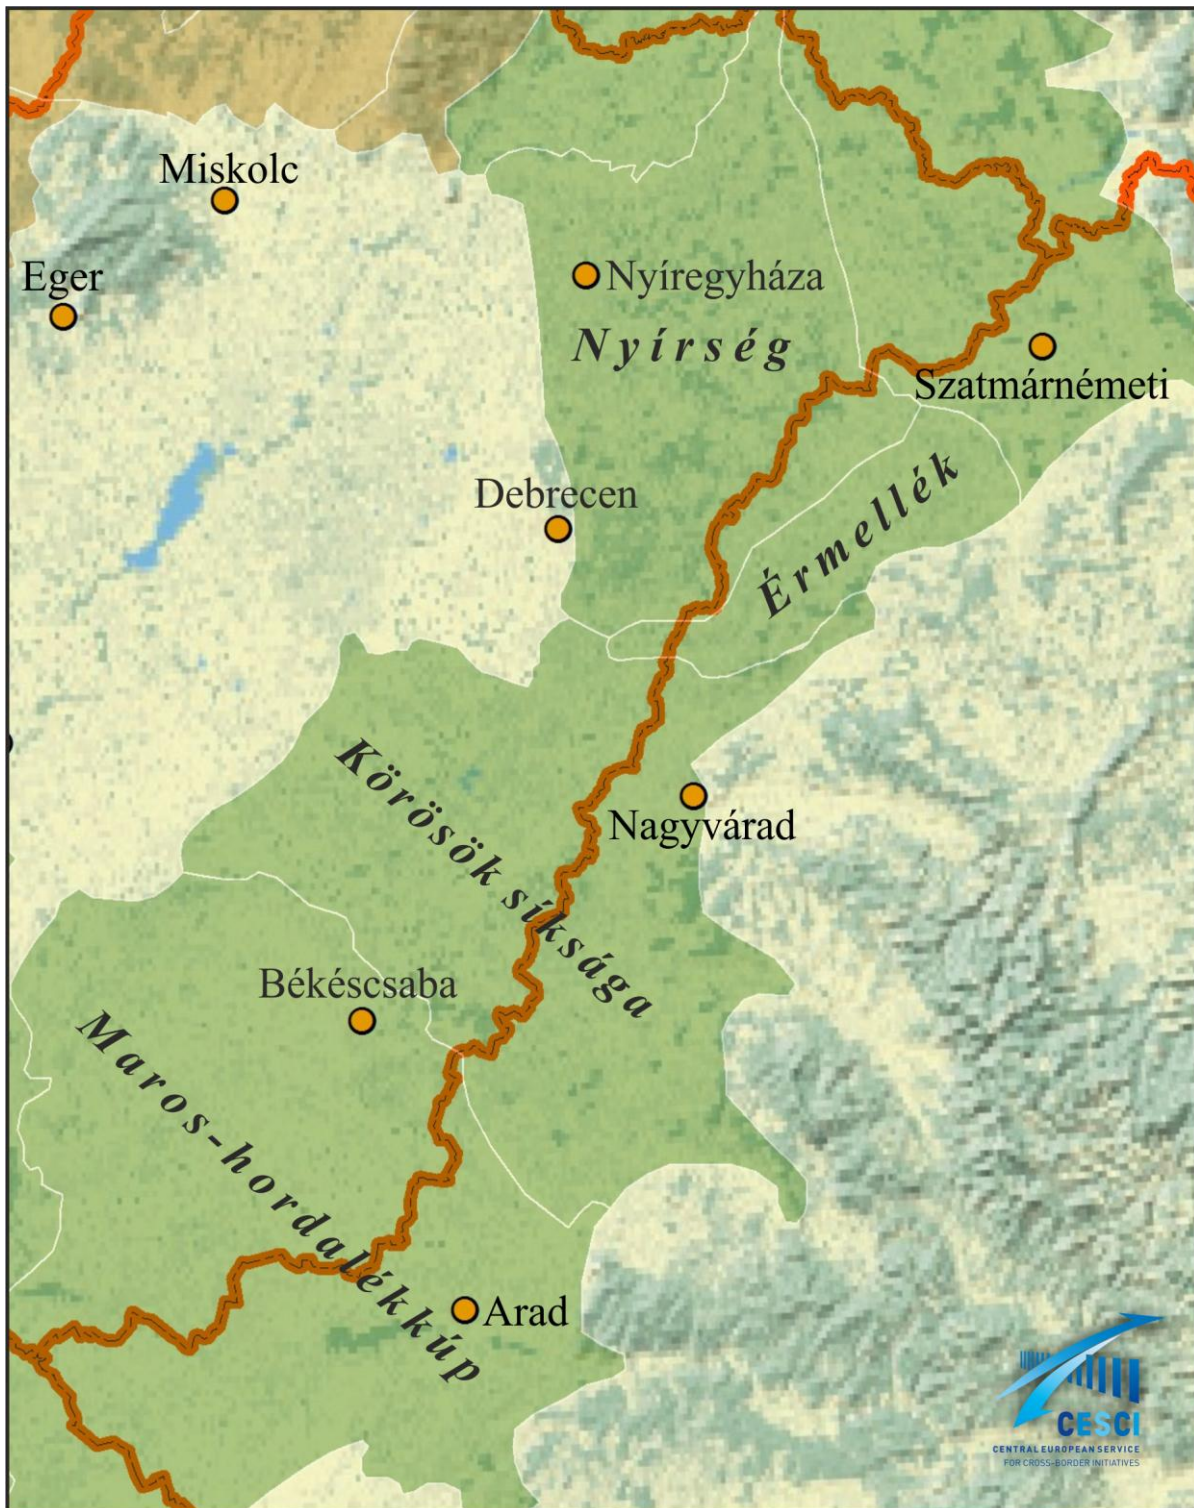 Miskolc
Eger
Nyíregyháza
Nyírség
Szatmárnémeti
Debrecen
Érmellék
Körösök síksága
Nagyvárad
Békéscsaba
Maros-hordalékkúp
Arad
CESCI
CENTRAL EUROPEAN SERVICE
FOR CROSS-BORDER INITIATIVES